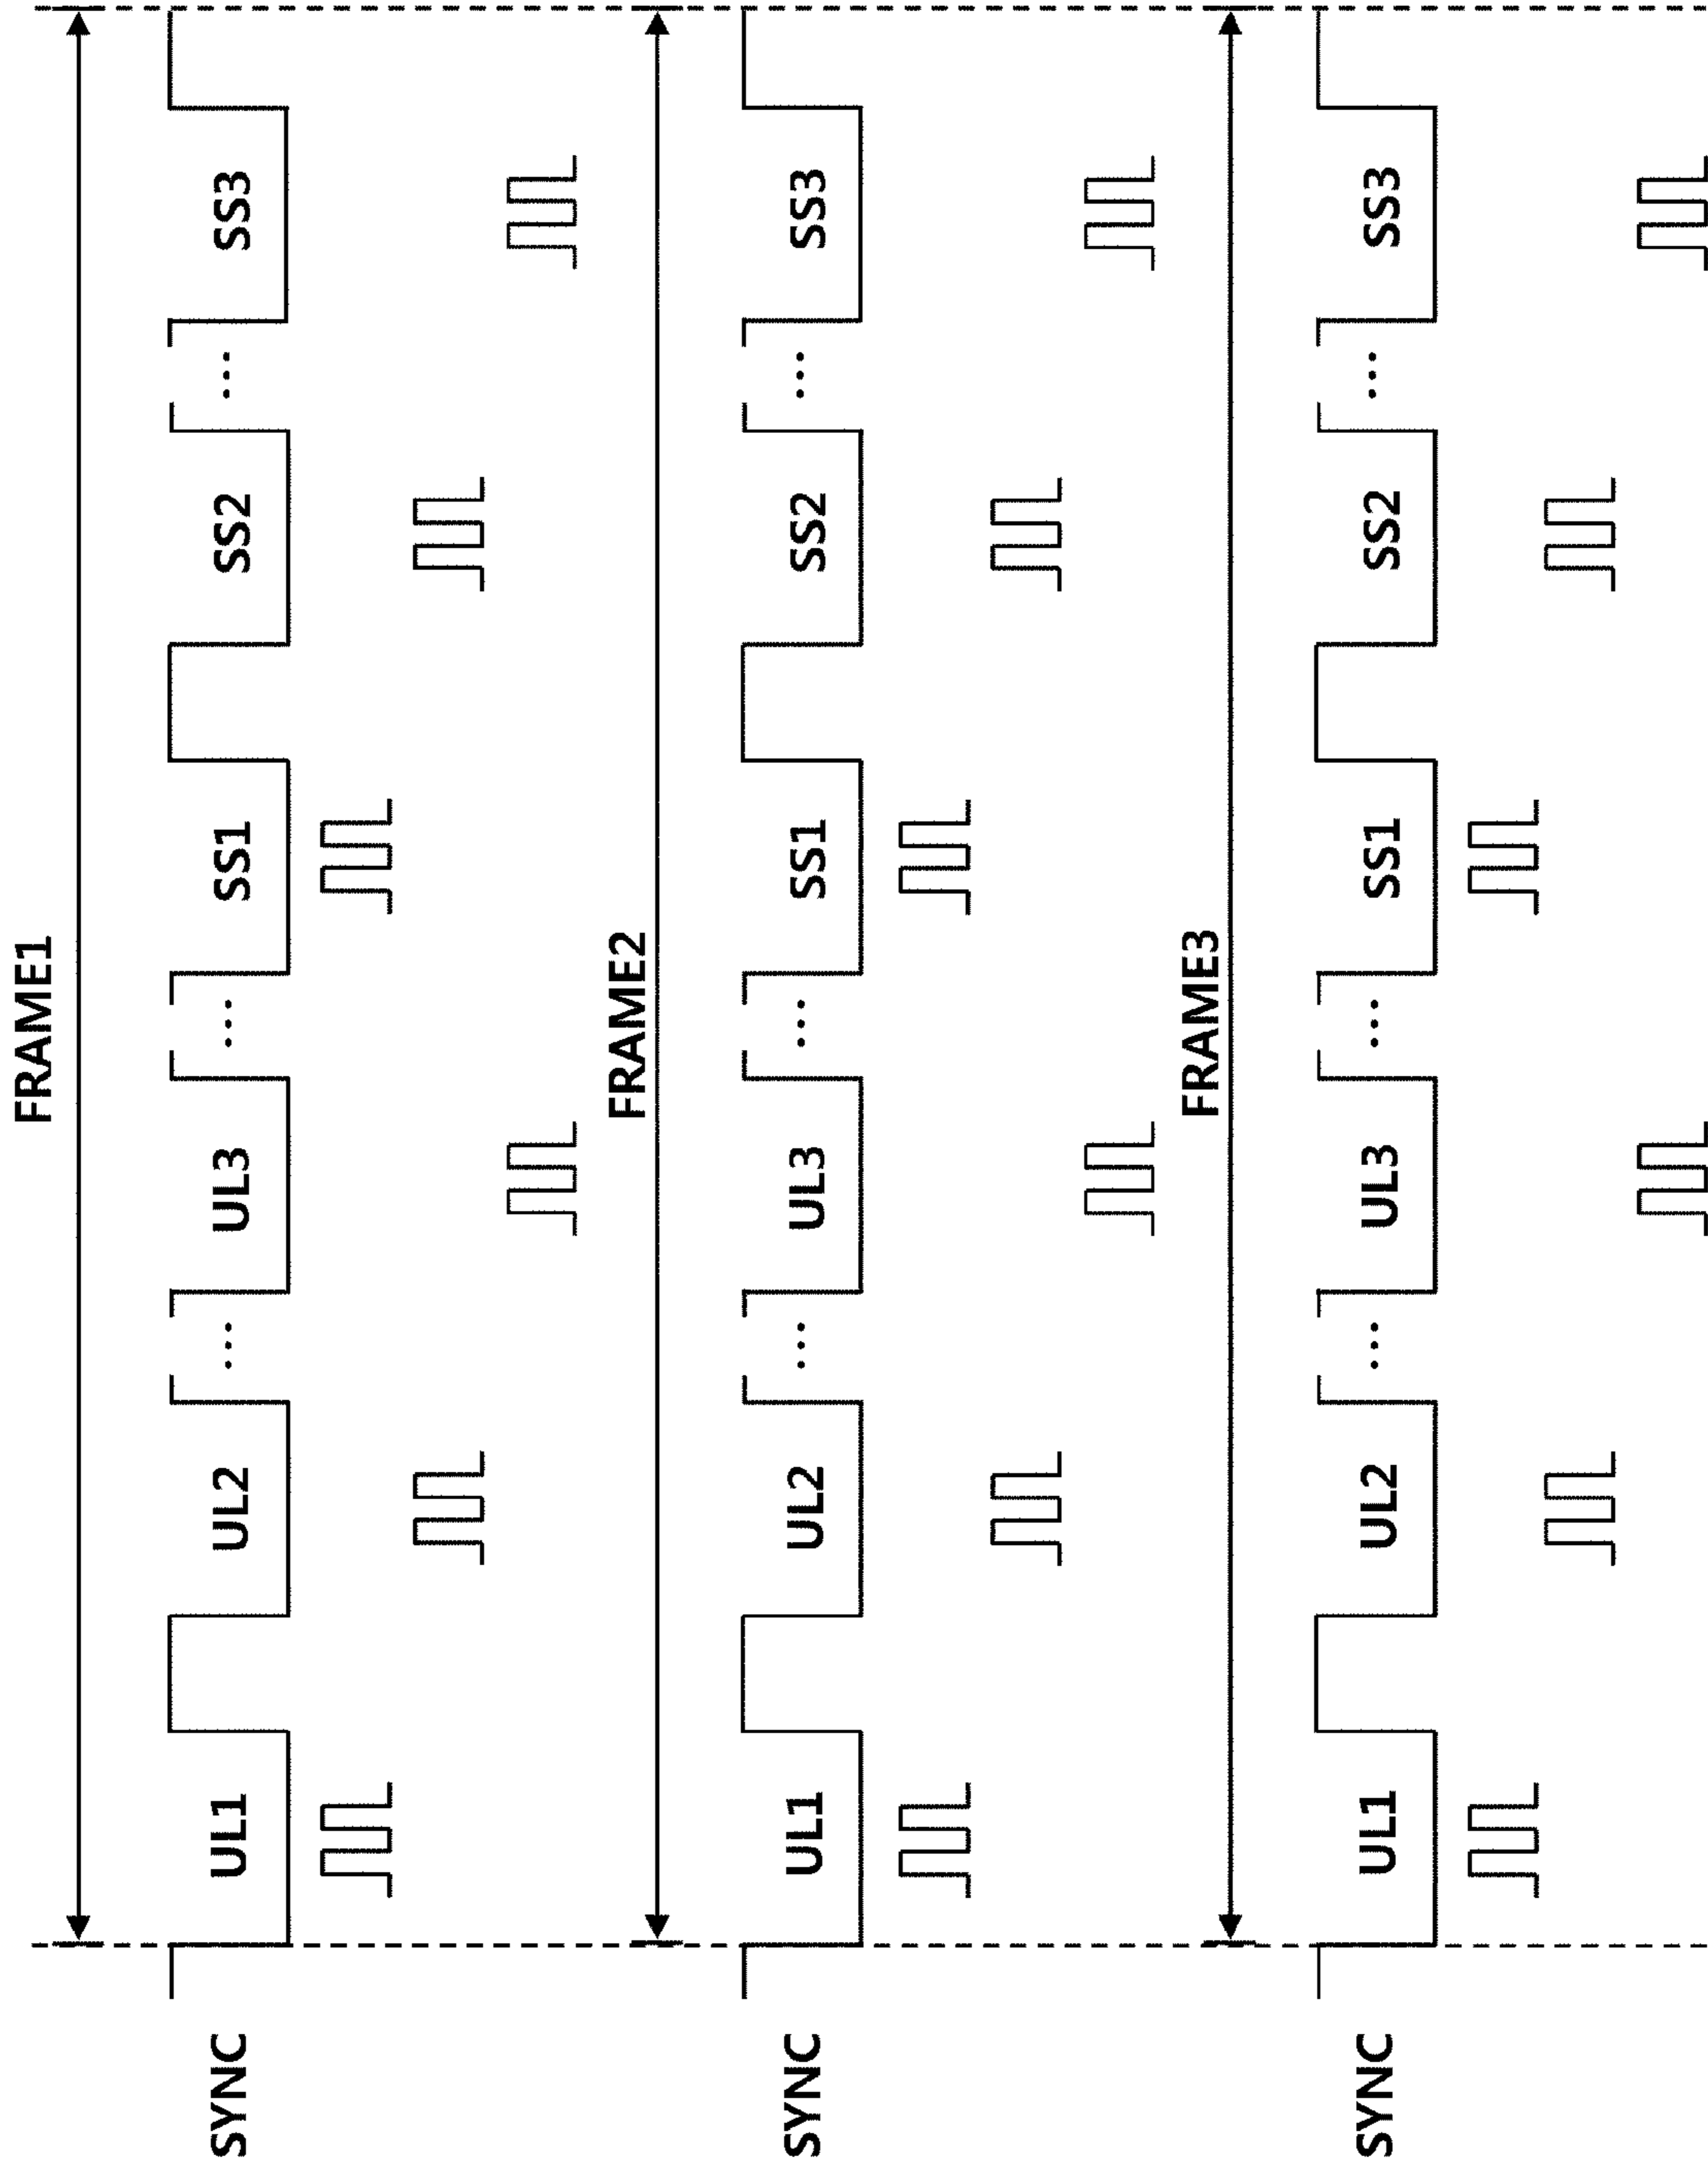 FRAME1
SYNC UL1 UL2 ... UL3 ... SS1 SS2 ... SS3
FRAME2
SYNC UL1 UL2 ... UL3 ... SS1 SS2 ... SS3
FRAME3
SYNC UL1 UL2 ... UL3 ... SS1 SS2 ... SS3